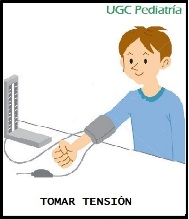 UGC Pediatría
TOMAR TENSIÓN